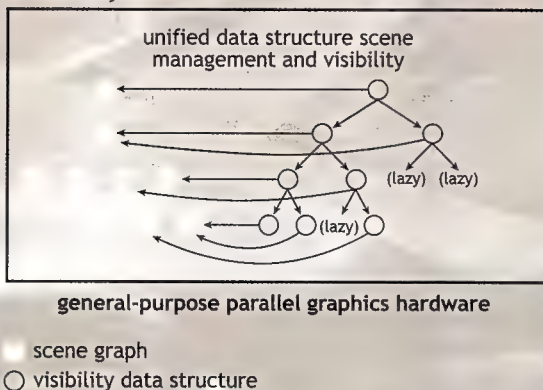 unified data structure scene
management and visibility
(lazy) (lazy)
(lazy)
general-purpose parallel graphics hardware
scene graph
visibility data structure